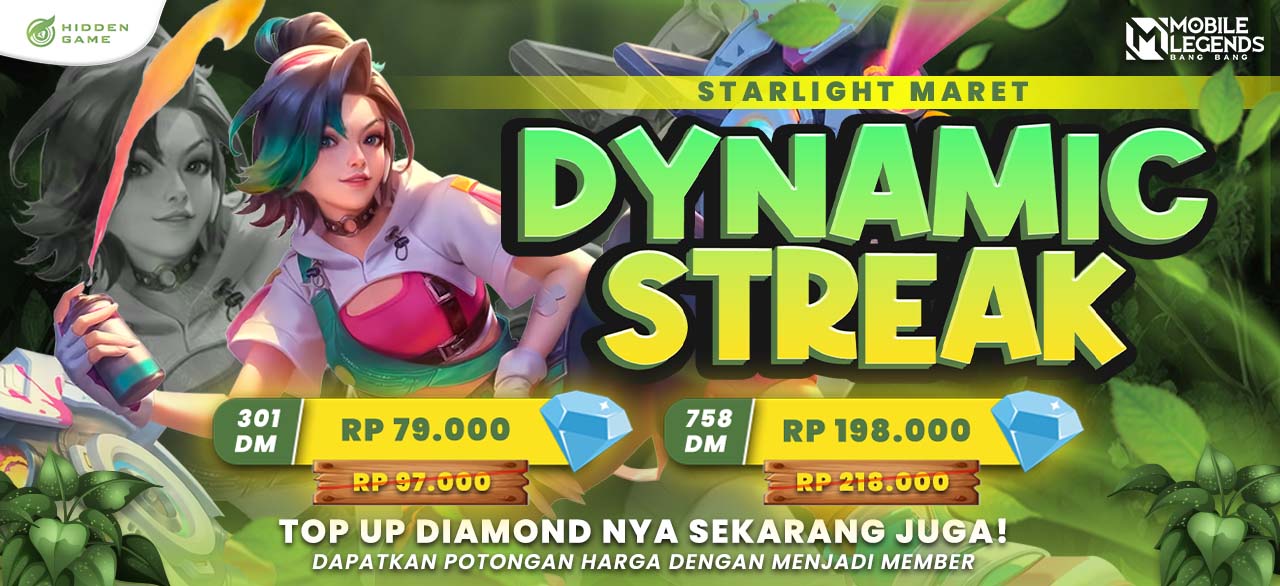 HIDDEN
GAME
MOBILE
LEGENDS
BANG BANG
STARLIGHT MARET
DYNAMIC
STREAK
301
DM
RP 79.000
RP 97.000
758
DM
RP 198.000
RP 218.000
TOP UP DIAMOND NYA SEKARANG JUGA!
DAPATKAN POTONGAN HARGA DENGAN MENJADI MEMBER